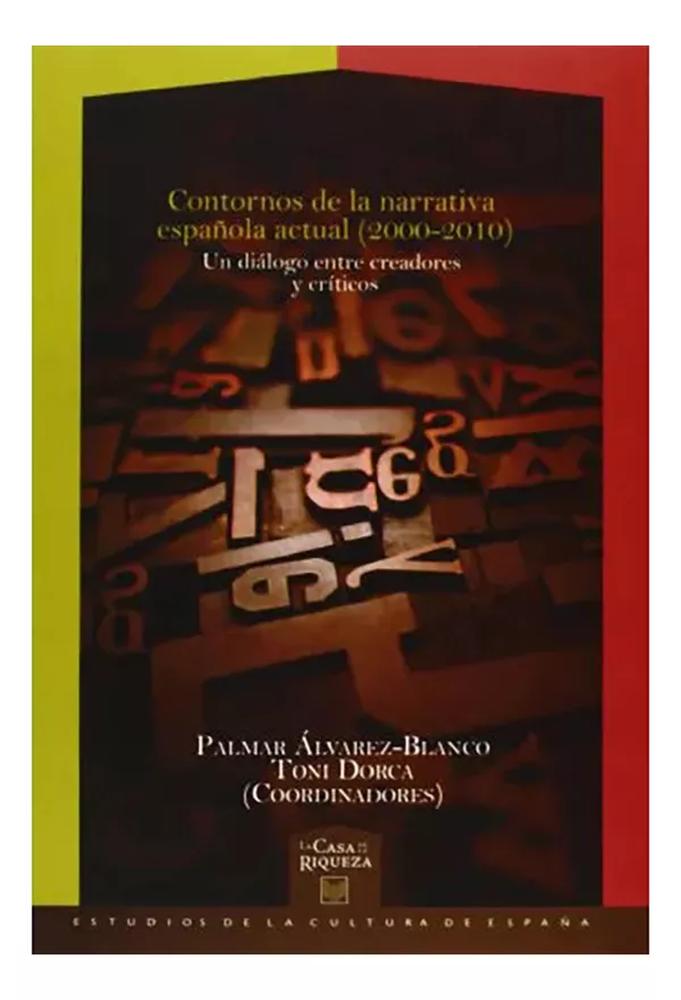 Contornos de la narrativa
española actual (2000-2010)
Un diálogo entre creadores
y críticos
PALMAR ÁLVAREZ-BLANCO
TONI DORCA
(COORDINADORES)
LA CASA DE LA
RIQUEZA
ESTUDIOS DE LA CULTURA DE ESPAÑA